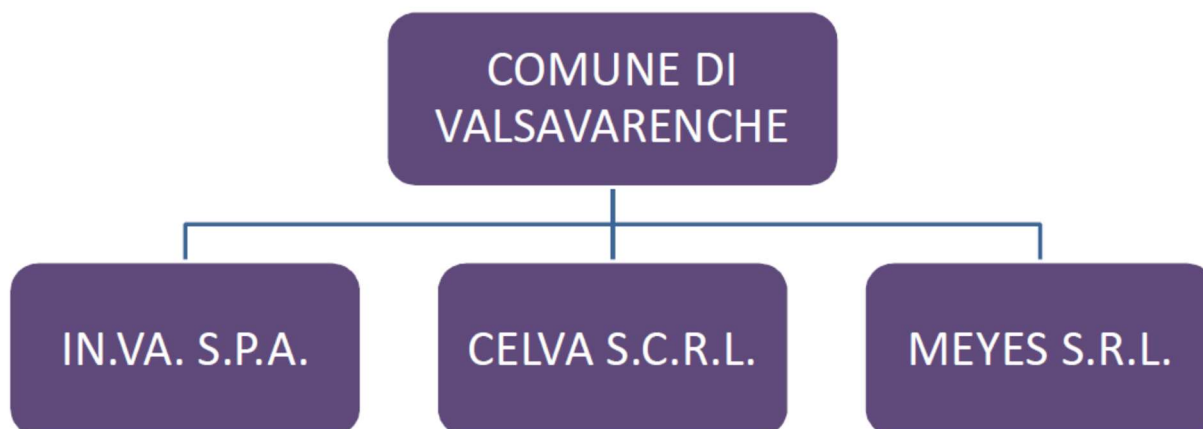 COMUNE DI
VALSAVARENCHE
IN.VA. S.P.A.
CELVA S.C.R.L.
MEYES S.R.L.